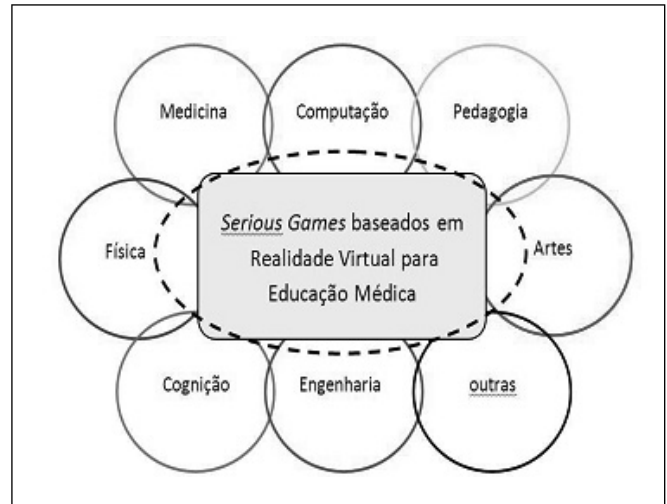 Medicina
Computação
Pedagogia
Física
Serious Games baseados em
Realidade Virtual para
Educação Médica
Artes
Cognição
Engenharia
outras